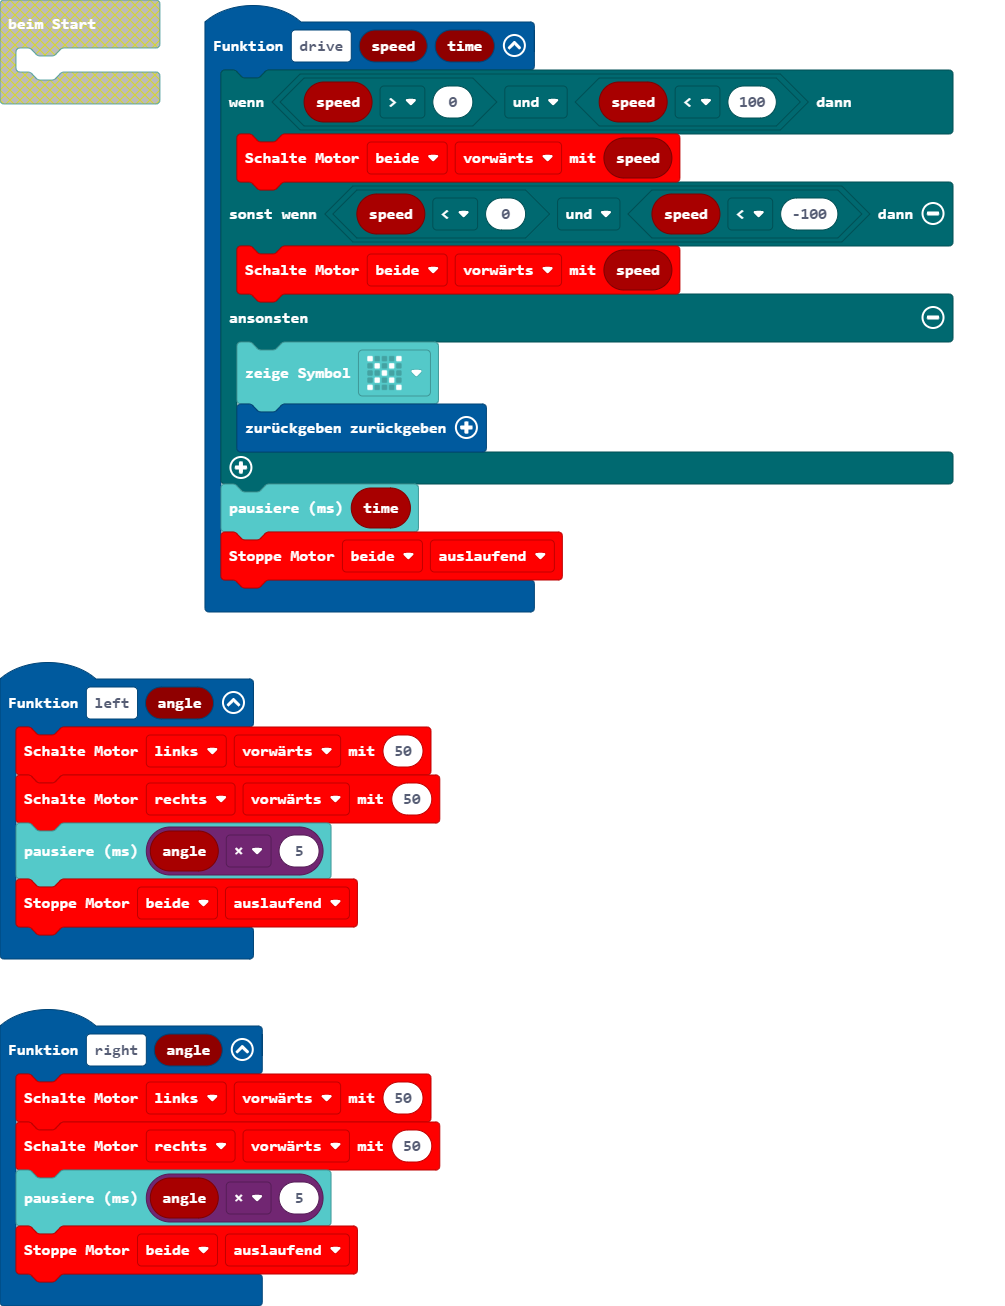 beim Start
Funktion drive speed time
wenn speed > 0 und speed < 100 dann
Schalte Motor beide vorwärts mit speed
sonst wenn speed < 0 und speed < -100 dann
Schalte Motor beide vorwärts mit speed
ansonsten
zeige Symbol
zurückgeben zurückgeben
pausiere (ms) time
Stoppe Motor beide auslaufend
Funktion left angle
Schalte Motor links vorwärts mit 50
Schalte Motor rechts vorwärts mit 50
pausiere (ms) angle × 5
Stoppe Motor beide auslaufend
Funktion right angle
Schalte Motor links vorwärts mit 50
Schalte Motor rechts vorwärts mit 50
pausiere (ms) angle × 5
Stoppe Motor beide auslaufend